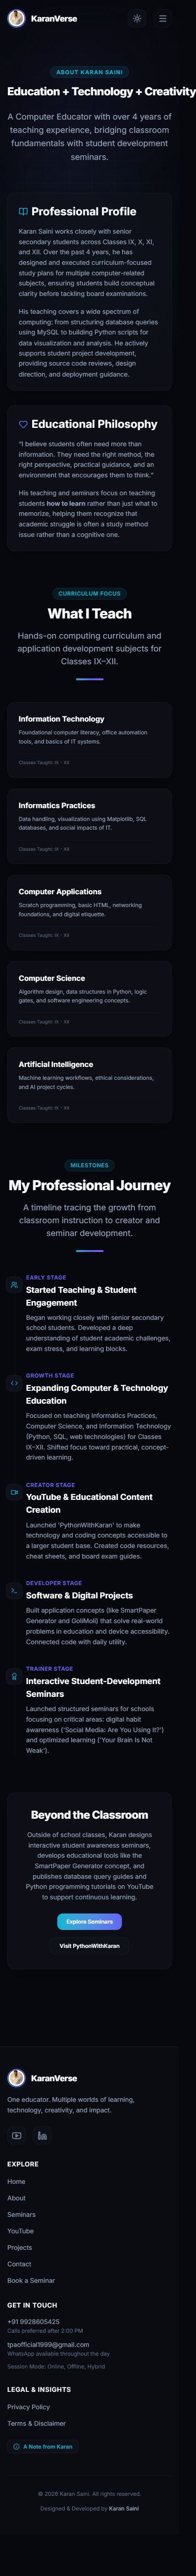 KaranVerse
ABOUT KARAN SAINI
Education + Technology + Creativity
A Computer Educator with over 4 years of
teaching experience, bridging classroom
fundamentals with student development
seminars.
Professional Profile
Karan Saini works closely with senior
secondary students across Classes IX, X, XI,
and XII. Over the past 4 years, he has
designed and executed curriculum-focused
study plans for multiple computer-related
subjects, ensuring students build conceptual
clarity before tackling board examinations.
His teaching covers a wide spectrum of
computing: from structuring database queries
using MySQL to building Python scripts for
data visualization and analysis. He actively
supports student project development,
providing source code reviews, design
direction, and deployment guidance.
Educational Philosophy
"I believe students often need more than
information. They need the right method, the
right perspective, practical guidance, and an
environment that encourages them to think."
His teaching and seminars focus on teaching
students how to learn rather than just what to
memorize, helping them recognize that
academic struggle is often a study method
issue rather than a cognitive one.
CURRICULUM FOCUS
What I Teach
Hands-on computing curriculum and
application development subjects for
Classes IX–XII.
Information Technology
Foundational computer literacy, office automation
tools, and basics of IT systems.
Classes Taught: IX - XII
Informatics Practices
Data handling, visualization using Matplotlib, SQL
databases, and social impacts of IT.
Classes Taught: IX - XII
Computer Applications
Scratch programming, basic HTML, networking
foundations, and digital etiquette.
Classes Taught: IX - XII
Computer Science
Algorithm design, data structures in Python, logic
gates, and software engineering concepts.
Classes Taught: IX - XII
Artificial Intelligence
Machine learning workflows, ethical considerations,
and AI project cycles.
Classes Taught: IX - XII
MILESTONES
My Professional Journey
A timeline tracing the growth from
classroom instruction to creator and
seminar development.
EARLY STAGE
Started Teaching & Student
Engagement
Began working closely with senior secondary
school students. Developed a deep
understanding of student academic challenges,
exam stress, and learning blocks.
GROWTH STAGE
Expanding Computer & Technology
Education
Focused on teaching Informatics Practices,
Computer Science, and Information Technology
(Python, SQL, web technologies) for Classes
IX–XII. Shifted focus toward practical, concept-
driven learning.
CREATOR STAGE
YouTube & Educational Content
Creation
Launched 'PythonWithKaran' to make
technology and coding concepts accessible to
a larger student base. Created code resources,
cheat sheets, and board exam guides.
DEVELOPER STAGE
Software & Digital Projects
Built application concepts (like SmartPaper
Generator and GoliMoli) that solve real-world
problems in education and device accessibility.
Connected code with daily utility.
TRAINER STAGE
Interactive Student-Development
Seminars
Launched structured seminars for schools
focusing on critical areas: digital habit
awareness ('Social Media: Are You Using It?')
and optimized learning ('Your Brain Is Not
Weak').
Beyond the Classroom
Outside of school classes, Karan designs
interactive student awareness seminars,
develops educational tools like the
SmartPaper Generator concept, and
publishes database query guides and
Python programming tutorials on YouTube
to support continuous learning.
Explore Seminars
Visit PythonWithKaran
KaranVerse
One educator. Multiple worlds of learning,
technology, creativity, and impact.
EXPLORE
Home
About
Seminars
YouTube
Projects
Contact
Book a Seminar
GET IN TOUCH
+91 9928605425
Calls preferred after 2:00 PM
tpaofficial1999@gmail.com
WhatsApp available throughout the day
Session Mode: Online, Offline, Hybrid
LEGAL & INSIGHTS
Privacy Policy
Terms & Disclaimer
A Note from Karan
© 2026 Karan Saini. All rights reserved.
Designed & Developed by Karan Saini